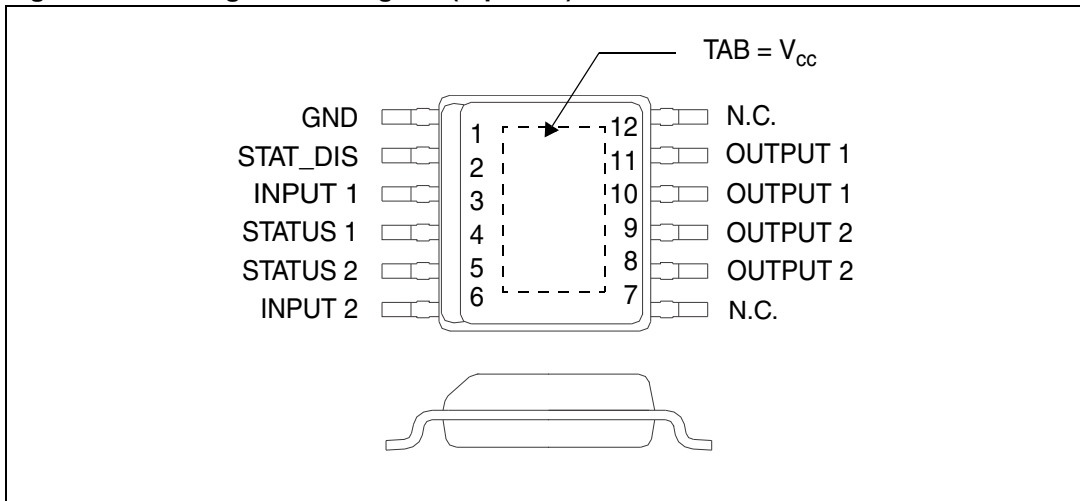 TAB = Vcc
GND 1 12 N.C.
STAT_DIS 2 11 OUTPUT 1
INPUT 1 3 10 OUTPUT 1
STATUS 1 4 9 OUTPUT 2
STATUS 2 5 8 OUTPUT 2
INPUT 2 6 7 N.C.